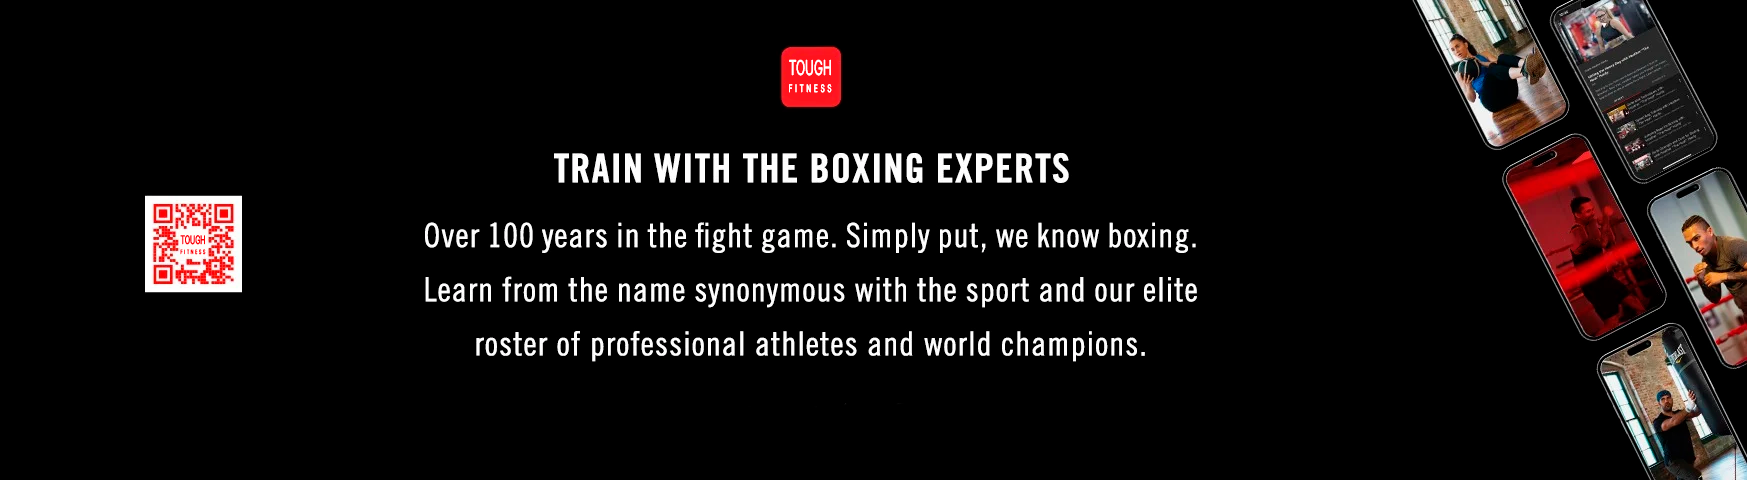 TOUGH
FITNESS
TRAIN WITH THE BOXING EXPERTS
Over 100 years in the fight game. Simply put, we know boxing.
Learn from the name synonymous with the sport and our elite
roster of professional athletes and world champions.
TOUGH
FITNESS